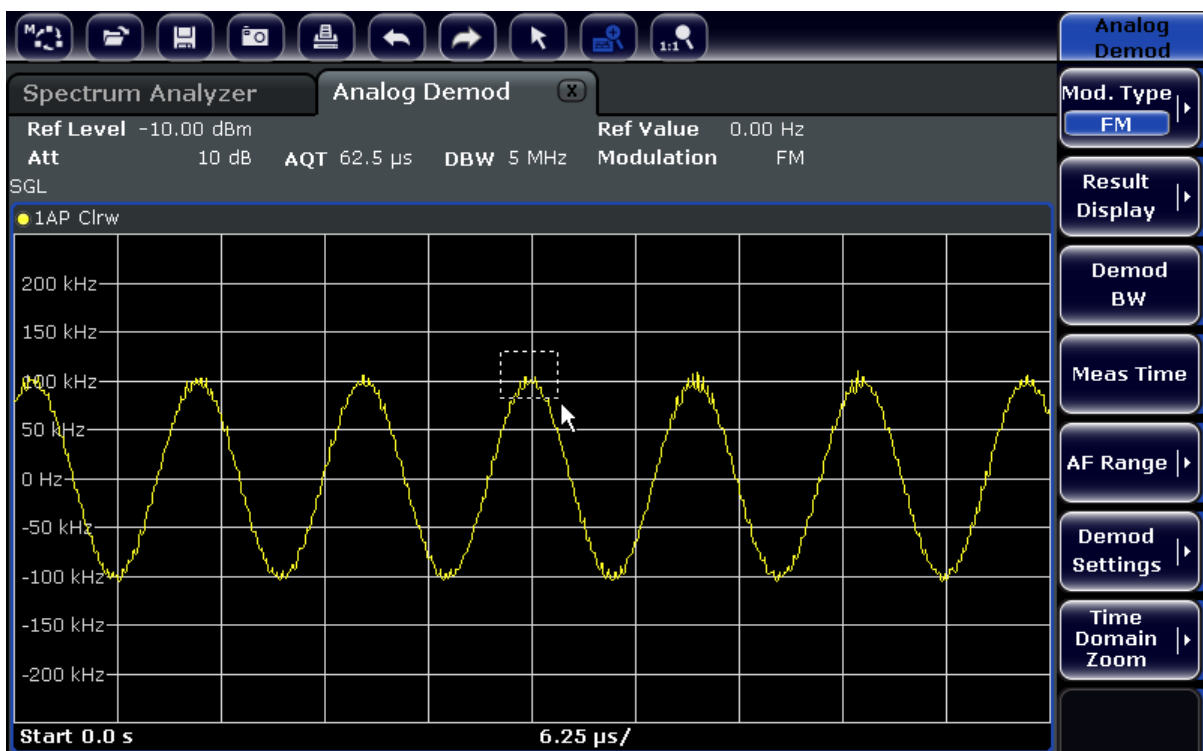 M
1:1
Analog
Demod
Spectrum Analyzer
Analog Demod
X
Ref Level -10.00 dBm
Ref Value 0.00 Hz
Att 10 dB AQT 62.5 µs DBW 5 MHz Modulation FM
SGL
1AP Clrw
200 kHz
150 kHz
100 kHz
50 kHz
0 Hz
-50 kHz
-100 kHz
-150 kHz
-200 kHz
Start 0.0 s
6.25 µs/
Mod. Type
FM
Result
Display
Demod
BW
Meas Time
AF Range
Demod
Settings
Time
Domain
Zoom